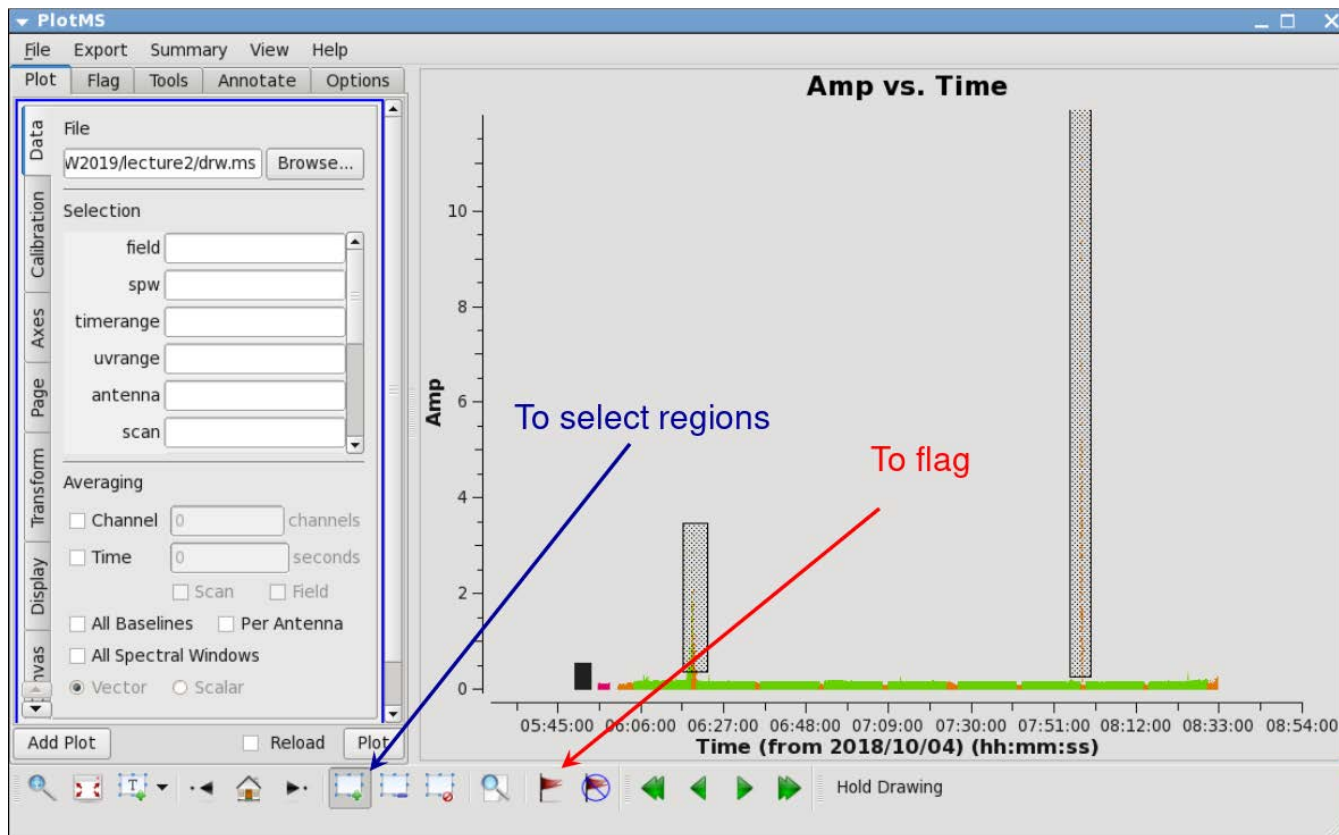 PlotMS
File Export Summary View Help
Plot Flag Tools Annotate Options
Data
Calibration
Axes
Page
Transform
Display
nvas
File
W2019/lecture2/drw.ms Browse...
Selection
field
spw
timerange
uvrange
antenna
scan
Averaging
Channel 0 channels
Time 0 seconds
Scan Field
All Baselines Per Antenna
All Spectral Windows
Vector Scalar
Add Plot Reload Plot
Amp vs. Time
Amp
10
8
6
4
2
0
To select regions
To flag
05:45:00 06:06:00 06:27:00 06:48:00 07:09:00 07:30:00 07:51:00 08:12:00 08:33:00 08:54:00
Time (from 2018/10/04) (hh:mm:ss)
T
Hold Drawing